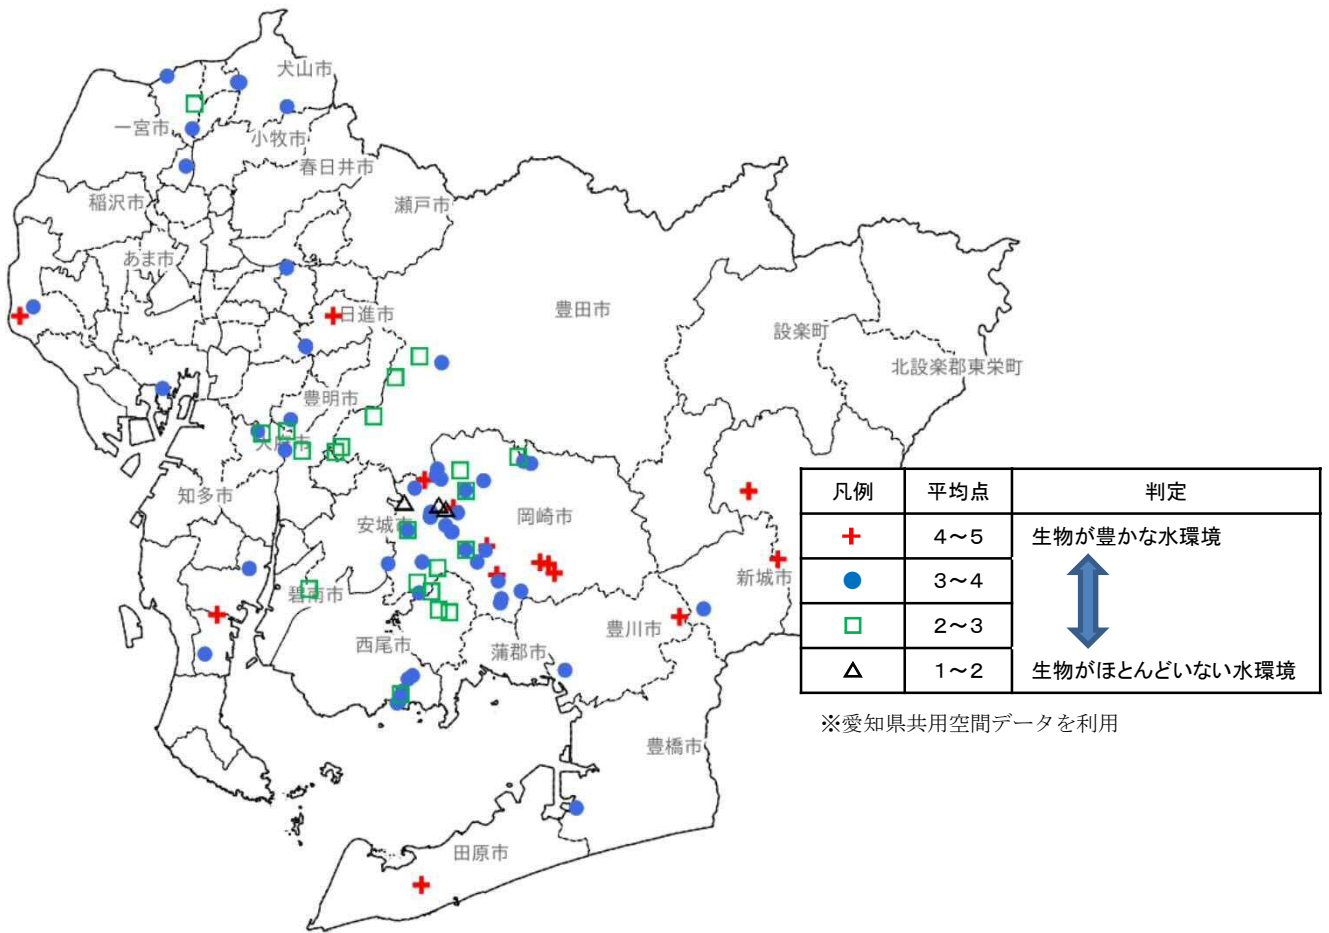 犬山市
一宮市
小牧市
春日井市
稲沢市
瀬戸市
あま市
豊田市
日進市
設楽町
北設楽郡東栄町
豊明市
大府市
知多市
安城市
岡崎市
新城市
碧南市
豊川市
西尾市
蒲郡市
豊橋市
田原市
凡例 平均点 判定
4～5 生物が豊かな水環境
3～4
2～3
1～2 生物がほとんどいない水環境
※愛知県共用空間データを利用